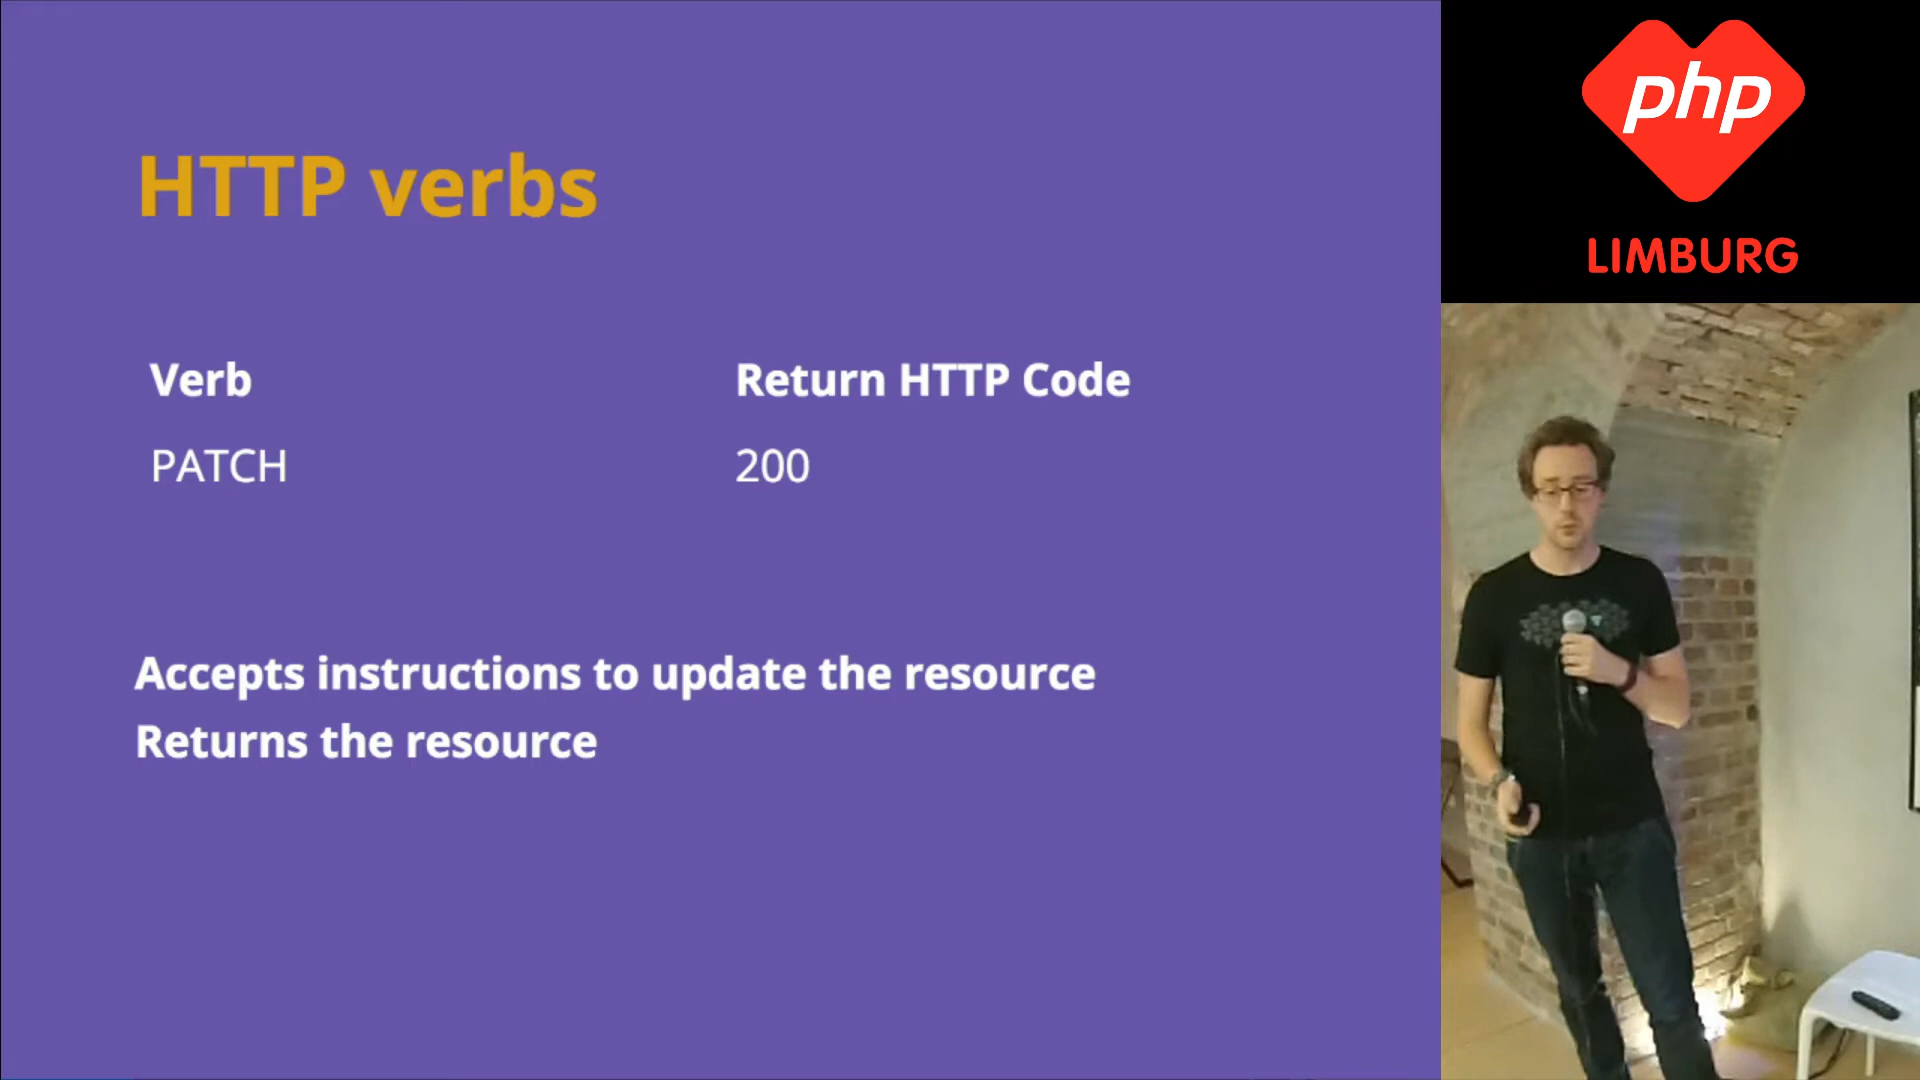 HTTP verbs
Verb
Return HTTP Code
PATCH
200
Accepts instructions to update the resource
Returns the resource
php
LIMBURG